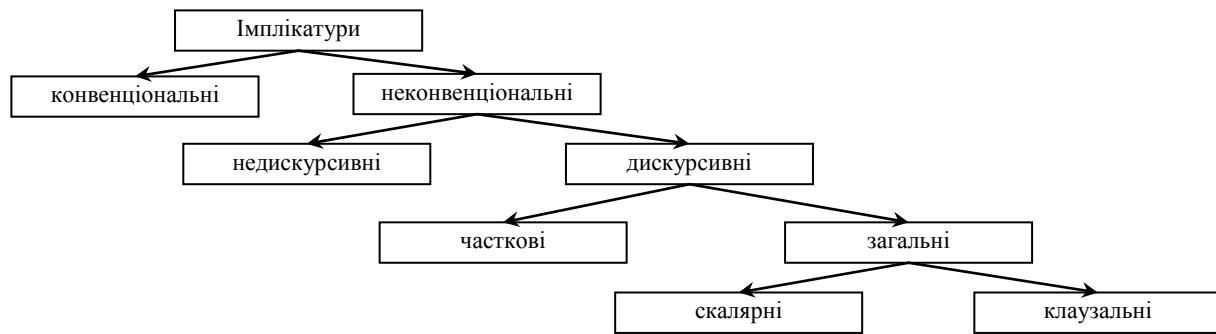 Імплікатури
конвенціональні
неконвенціональні
недискурсивні
дискурсивні
часткові
загальні
скалярні
клаузальні